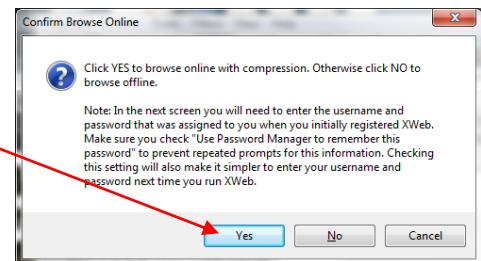 Confirm Browse Online
Click YES to browse online with compression. Otherwise click NO to
browse offline.
Note: In the next screen you will need to enter the username and
password that was assigned to you when you initially registered XWeb.
Make sure you check "Use Password Manager to remember this
password" to prevent repeated prompts for this information. Checking
this setting will also make it simpler to enter your username and
password next time you run XWeb.
Yes No Cancel